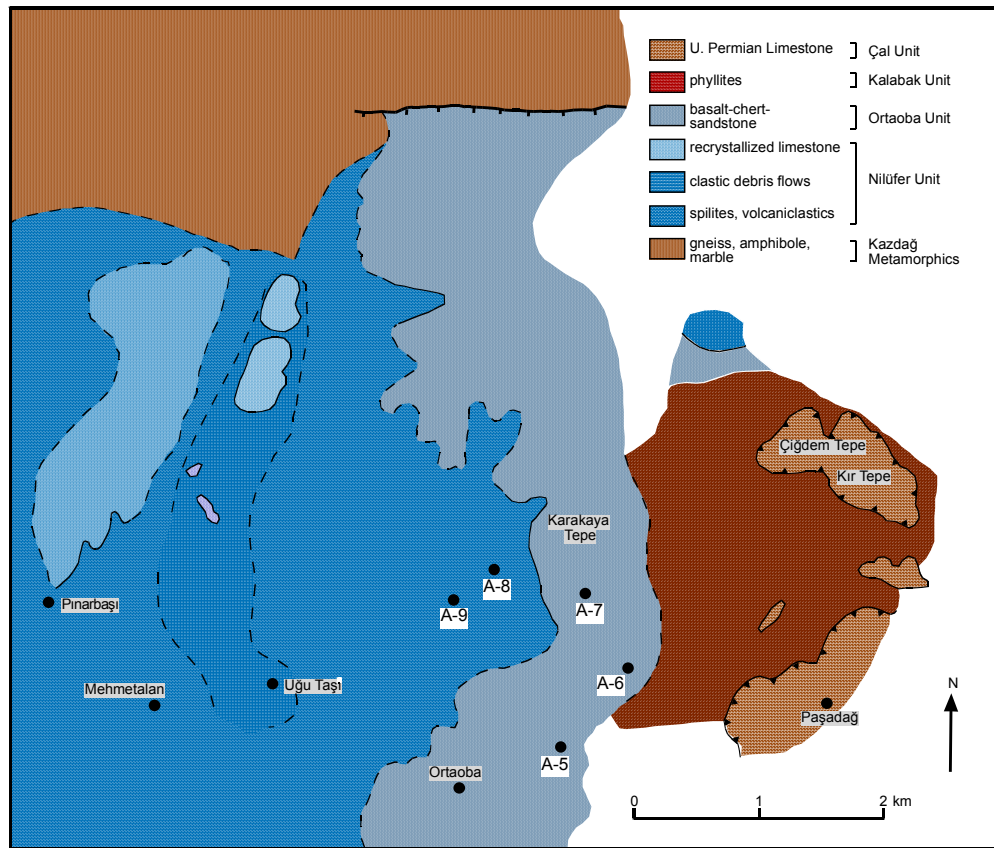 U. Permian Limestone
Çal Unit
phyllites
Kalabak Unit
basalt-chert-
sandstone
Ortaoba Unit
recrystallized limestone
clastic debris flows
Nilüfer Unit
spilites, volcaniclastics
gneiss, amphibole,
marble
Kazdağ
Metamorphics
Çiğdem Tepe
Kır Tepe
Karakaya
Tepe
A-8
A-7
A-9
Pınarbaşı
A-6
Uğu Taşı
Mehmetalan
Paşadağ
N
A-5
Ortaoba
0 1 2 km